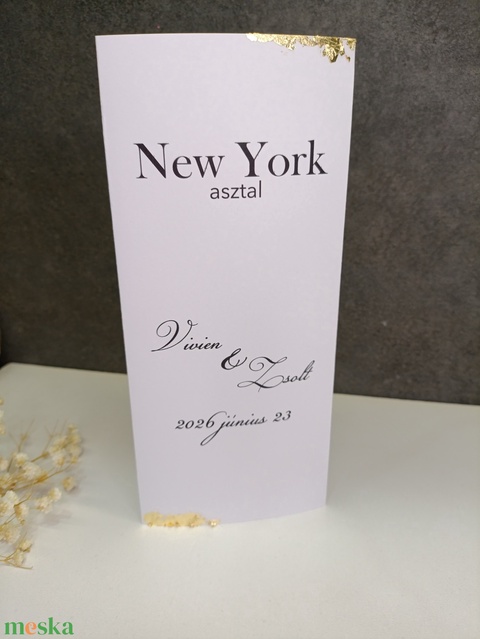 New York
asztal
Vivien
&
Zsolt
2026 június 23
meska